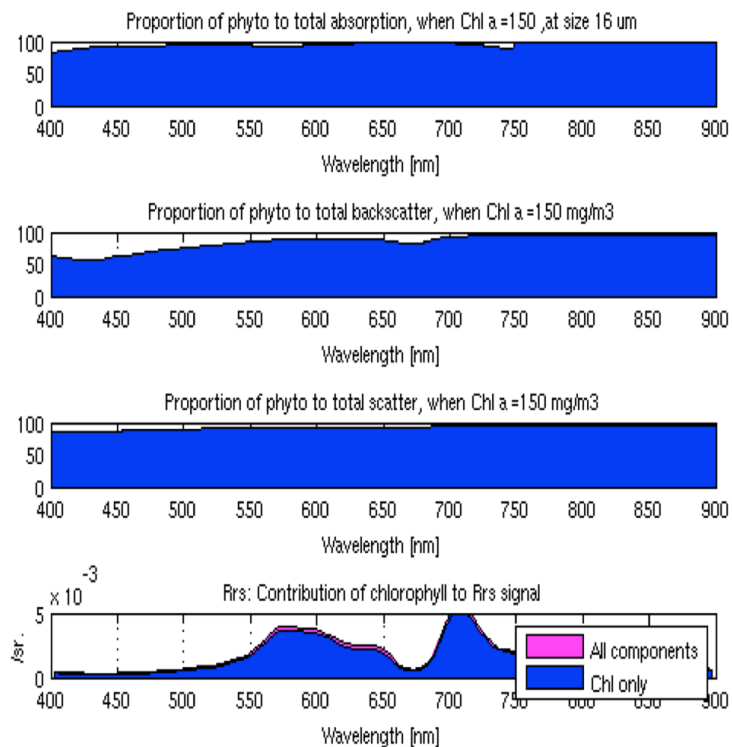 Proportion of phyto to total absorption, when Chl a =150 ,at size 16 um
100
50
0
400 450 500 550 600 650 700 750 800 850 900
Wavelength [nm]
Proportion of phyto to total backscatter, when Chl a =150 mg/m3
100
50
0
400 450 500 550 600 650 700 750 800 850 900
Wavelength [nm]
Proportion of phyto to total scatter, when Chl a =150 mg/m3
100
50
0
400 450 500 550 600 650 700 750 800 850 900
Wavelength [nm]
x 10 -3
Rrs: Contribution of chlorophyll to Rrs signal
5
0
/sr.
All components
Chl only
400 450 500 550 600 650 700 750 800 850 900
Wavelength [nm]